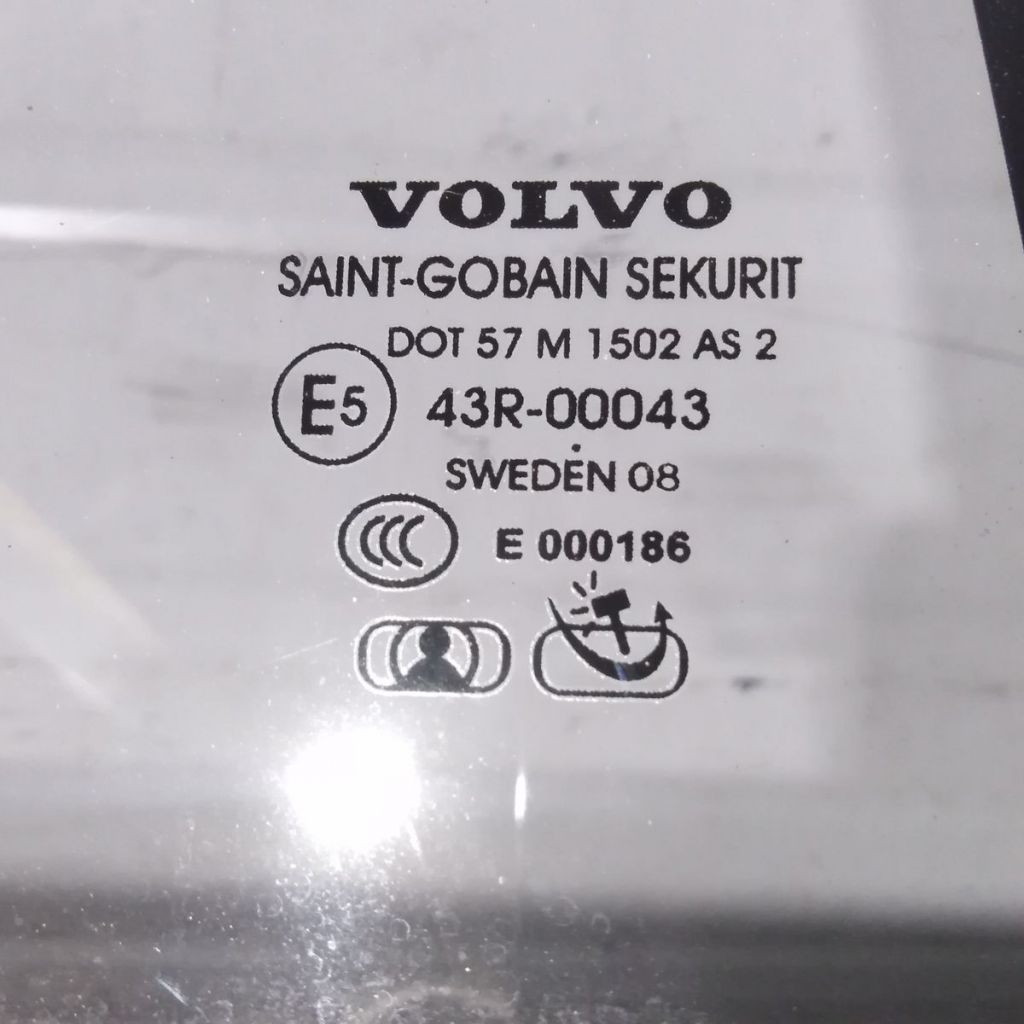 VOLVO
SAINT-GOBAIN SEKURIT
DOT 57 M 1502 AS 2
E5 43R-00043
SWEDEN 08
CCC E 000186